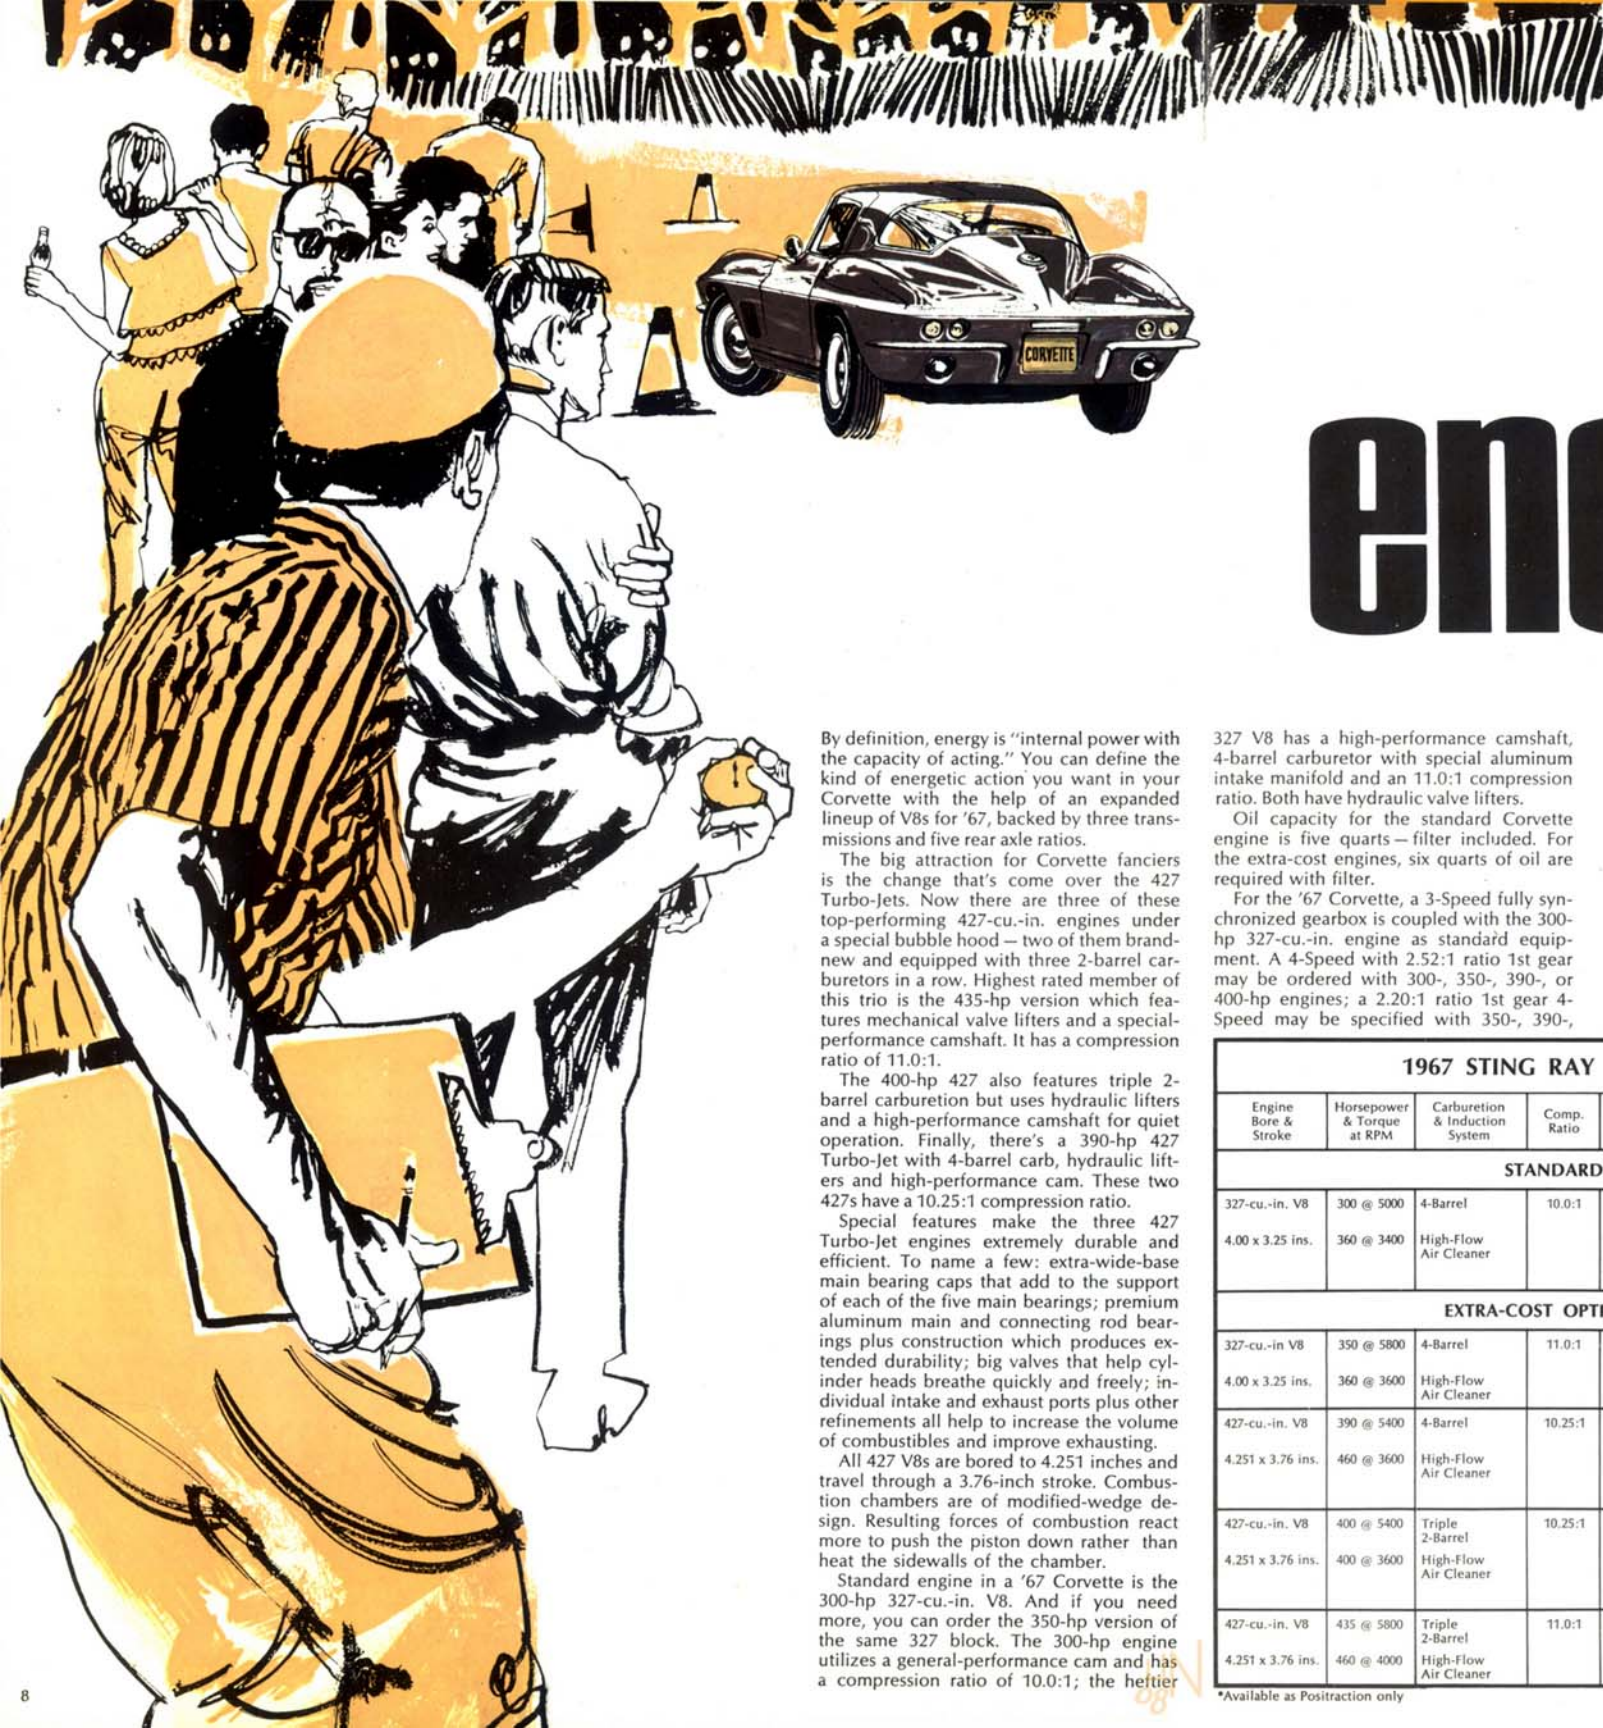 CORVETTE
By definition, energy is "internal power with
the capacity of acting." You can define the
kind of energetic action you want in your
Corvette with the help of an expanded
lineup of V8s for '67, backed by three trans-
missions and five rear axle ratios.
The big attraction for Corvette fanciers
is the change that's come over the 427
Turbo-Jets. Now there are three of these
top-performing 427-cu.-in. engines under
a special bubble hood — two of them brand-
new and equipped with three 2-barrel car-
buretors in a row. Highest rated member of
this trio is the 435-hp version which fea-
tures mechanical valve lifters and a special-
performance camshaft. It has a compression
ratio of 11.0:1.
The 400-hp 427 also features triple 2-
barrel carburetion but uses hydraulic lifters
and a high-performance camshaft for quiet
operation. Finally, there's a 390-hp 427
Turbo-Jet with 4-barrel carb, hydraulic lift-
ers and high-performance cam. These two
427s have a 10.25:1 compression ratio.
Special features make the three 427
Turbo-Jet engines extremely durable and
efficient. To name a few: extra-wide-base
main bearing caps that add to the support
of each of the five main bearings; premium
aluminum main and connecting rod bear-
ings plus construction which produces ex-
tended durability; big valves that help cyl-
inder heads breathe quickly and freely; in-
dividual intake and exhaust ports plus other
refinements all help to increase the volume
of combustibles and improve exhausting.
All 427 V8s are bored to 4.251 inches and
travel through a 3.76-inch stroke. Combus-
tion chambers are of modified-wedge de-
sign. Resulting forces of combustion react
more to push the piston down rather than
heat the sidewalls of the chamber.
Standard engine in a '67 Corvette is the
300-hp 327-cu.-in. V8. And if you need
more, you can order the 350-hp version of
the same 327 block. The 300-hp engine
utilizes a general-performance cam and has
a compression ratio of 10.0:1; the heftier
327 V8 has a high-performance camshaft,
4-barrel carburetor with special aluminum
intake manifold and an 11.0:1 compression
ratio. Both have hydraulic valve lifters.
Oil capacity for the standard Corvette
engine is five quarts — filter included. For
the extra-cost engines, six quarts of oil are
required with filter.
For the '67 Corvette, a 3-Speed fully syn-
chronized gearbox is coupled with the 300-
hp 327-cu.-in. engine as standard equip-
ment. A 4-Speed with 2.52:1 ratio 1st gear
may be ordered with 300-, 350-, 390-, or
400-hp engines; a 2.20:1 ratio 1st gear 4-
Speed may be specified with 350-, 390-,
1967 STING RAY
Engine Horsepower Carburetion Comp.
Bore & & Torque & Induction Ratio
Stroke at RPM System
STANDARD
327-cu.-in. V8 300 @ 5000 4-Barrel 10.0:1
4.00 x 3.25 ins. 360 @ 3400 High-Flow
Air Cleaner
EXTRA-COST OPTI
327-cu.-in V8 350 @ 5800 4-Barrel 11.0:1
4.00 x 3.25 ins. 360 @ 3600 High-Flow
Air Cleaner
427-cu.-in. V8 390 @ 5400 4-Barrel 10.25:1
4.251 x 3.76 ins. 460 @ 3600 High-Flow
Air Cleaner
427-cu.-in. V8 400 @ 5400 Triple 10.25:1
2-Barrel
4.251 x 3.76 ins. 400 @ 3600 High-Flow
Air Cleaner
427-cu.-in. V8 435 @ 5800 Triple 11.0:1
2-Barrel
4.251 x 3.76 ins. 460 @ 4000 High-Flow
Air Cleaner
*Available as Positraction only
8